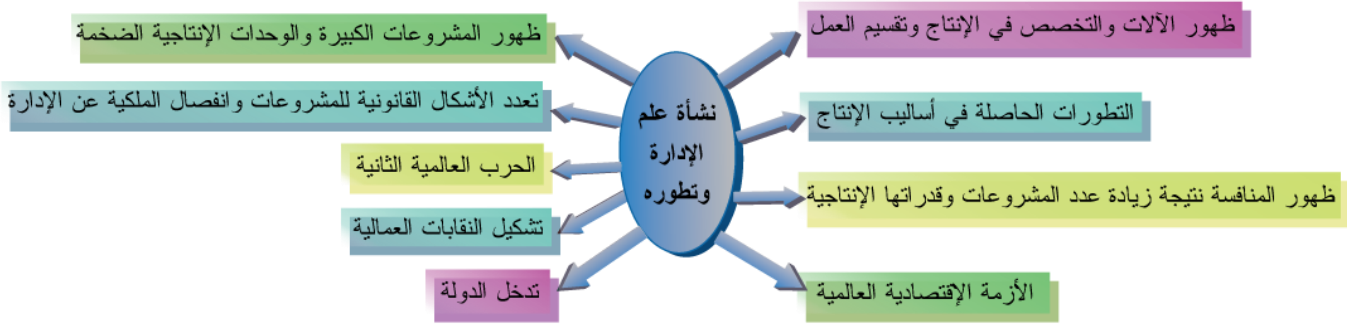 ظهور الآلات والتخصص في الإنتاج وتقسيم العمل
التطورات الحاصلة في أساليب الإنتاج
ظهور المنافسة نتيجة زيادة عدد المشروعات وقدراتها الإنتاجية
الأزمة الإقتصادية العالمية
نشأة علم
الإدارة
وتطوره
ظهور المشروعات الكبيرة والوحدات الإنتاجية الضخمة
تعدد الأشكال القانونية للمشروعات وانفصال الملكية عن الإدارة
الحرب العالمية الثانية
تشكيل النقابات العمالية
تدخل الدولة